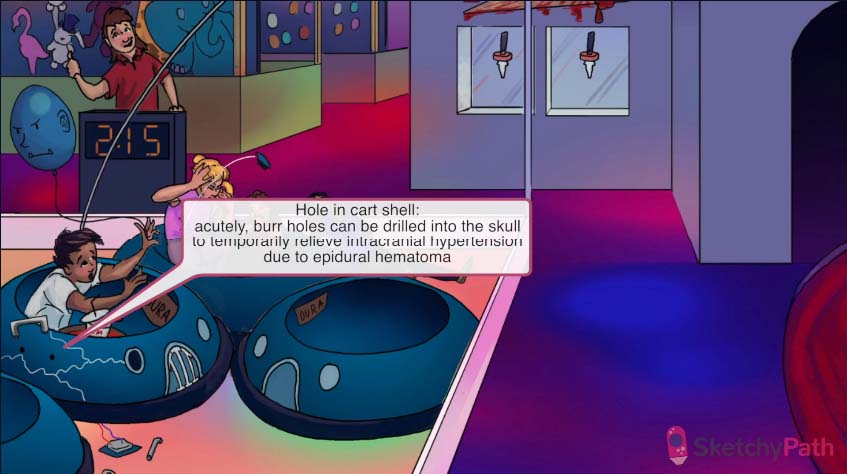 2:15
Hole in cart shell:
acutely, burr holes can be drilled into the skull
to temporarily relieve intracranial hypertension
due to epidural hematoma
DURA
DURA
SketchyPath